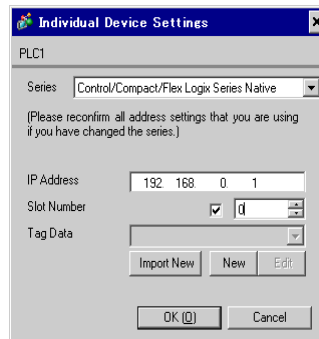 Individual Device Settings
PLC1
Series Control/Compact/Flex Logix Series Native
(Please reconfirm all address settings that you are using
if you have changed the series.)
IP Address 192. 168. 0. 1
Slot Number 0
Tag Data
Import New New Edit
OK (O) Cancel